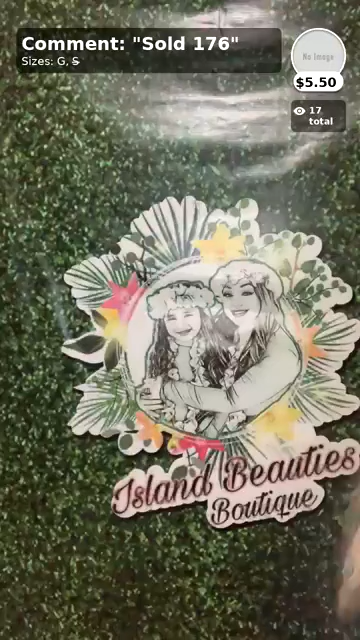 Comment: "Sold 176"
Sizes: G, S
No Image
$5.50
17
total
Island Beauties
Boutique